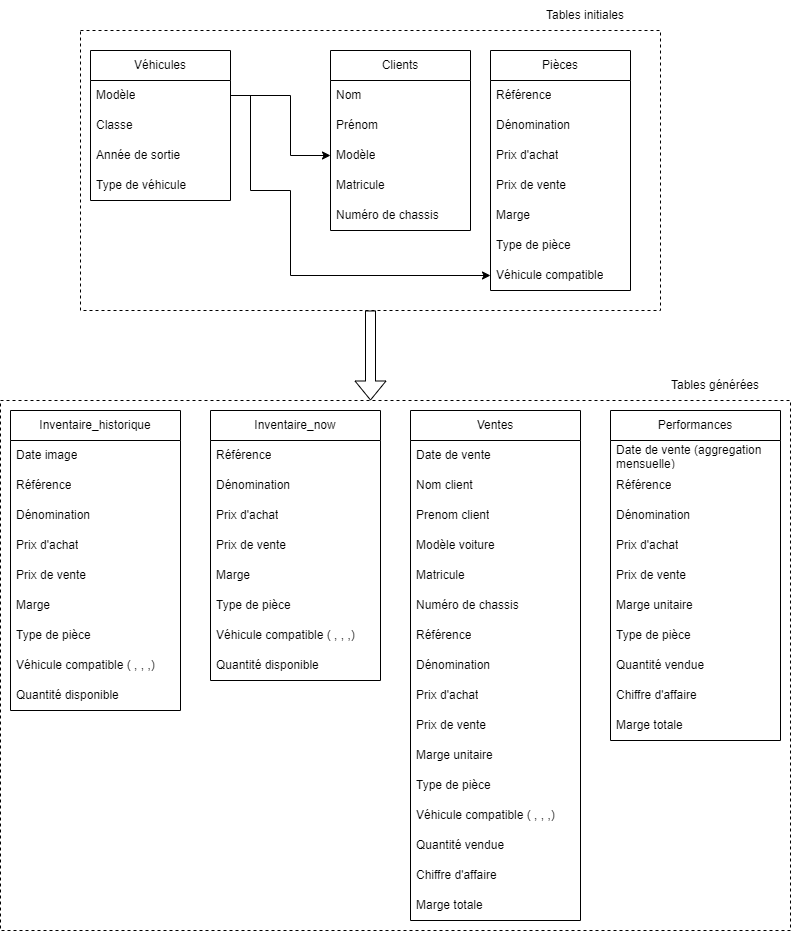 Tables initiales
Véhicules
Modèle
Classe
Année de sortie
Type de véhicule
Clients
Nom
Prénom
Modèle
Matricule
Numéro de chassis
Pièces
Référence
Dénomination
Prix d'achat
Prix de vente
Marge
Type de pièce
Véhicule compatible
Tables générées
Inventaire_historique
Date image
Référence
Dénomination
Prix d'achat
Prix de vente
Marge
Type de pièce
Véhicule compatible ( , , ,)
Quantité disponible
Inventaire_now
Référence
Dénomination
Prix d'achat
Prix de vente
Marge
Type de pièce
Véhicule compatible ( , , ,)
Quantité disponible
Ventes
Date de vente
Nom client
Prenom client
Modèle voiture
Matricule
Numéro de chassis
Référence
Dénomination
Prix d'achat
Prix de vente
Marge unitaire
Type de pièce
Véhicule compatible ( , , ,)
Quantité vendue
Chiffre d'affaire
Marge totale
Performances
Date de vente (aggregation
mensuelle)
Référence
Dénomination
Prix d'achat
Prix de vente
Marge unitaire
Type de pièce
Quantité vendue
Chiffre d'affaire
Marge totale